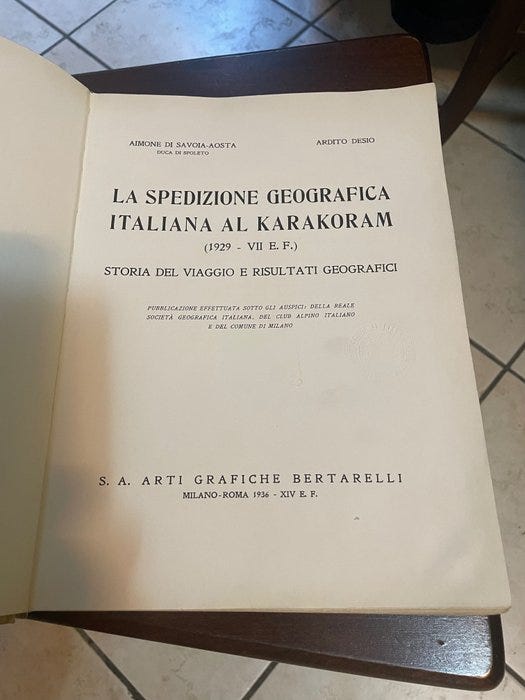 AIMONE DI SAVOIA-AOSTA
DUCA DI SPOLETO
ARDITO DESIO
LA SPEDIZIONE GEOGRAFICA
ITALIANA AL KARAKORAM
(1929 - VII E. F.)
STORIA DEL VIAGGIO E RISULTATI GEOGRAFICI
PUBBLICAZIONE EFFETTUATA SOTTO GLI AUSPICI: DELLA REALE
SOCIETÀ GEOGRAFICA ITALIANA, DEL CLUB ALPINO ITALIANO
E DEL COMUNE DI MILANO
S. A. ARTI GRAFICHE BERTARELLI
MILANO-ROMA 1936 - XIV E. F.